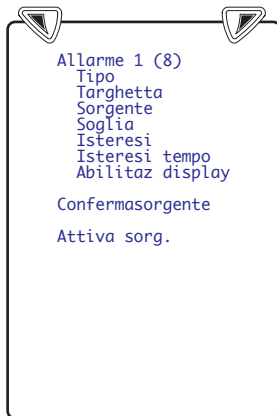 Allarme 1 (8)
Tipo
Targhetta
Sorgente
Soglia
Isteresi
Isteresi tempo
Abilitaz display
Confermasorgente
Attiva sorg.